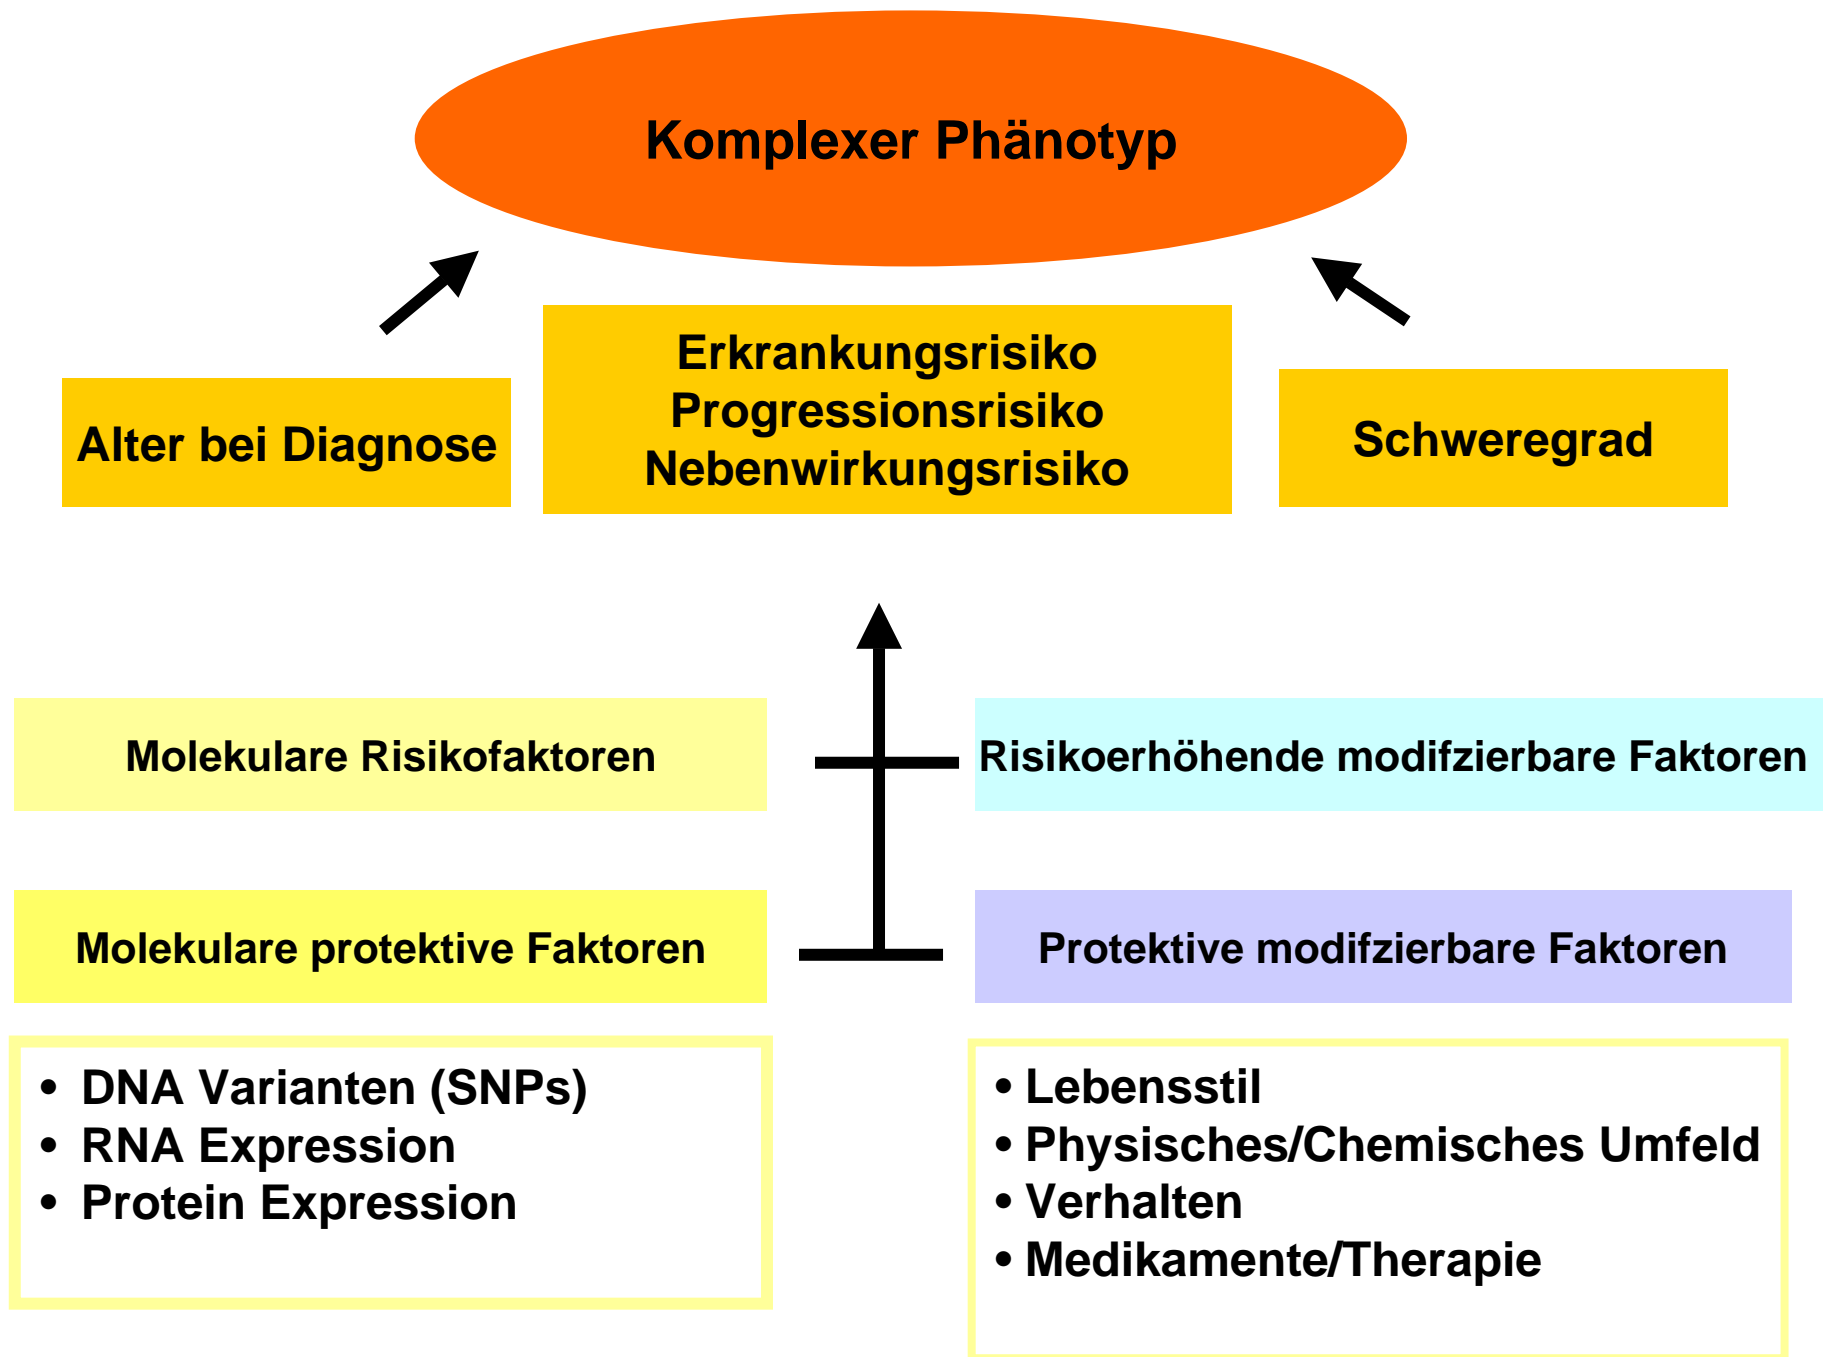 Komplexer Phänotyp
Alter bei Diagnose
Erkrankungsrisiko
Progressionsrisiko
Nebenwirkungsrisiko
Schweregrad
Molekulare Risikofaktoren
Risikoerhöhende modifzierbare Faktoren
Molekulare protektive Faktoren
Protektive modifzierbare Faktoren
• DNA Varianten (SNPs)
• RNA Expression
• Protein Expression
• Lebensstil
• Physisches/Chemisches Umfeld
• Verhalten
• Medikamente/Therapie